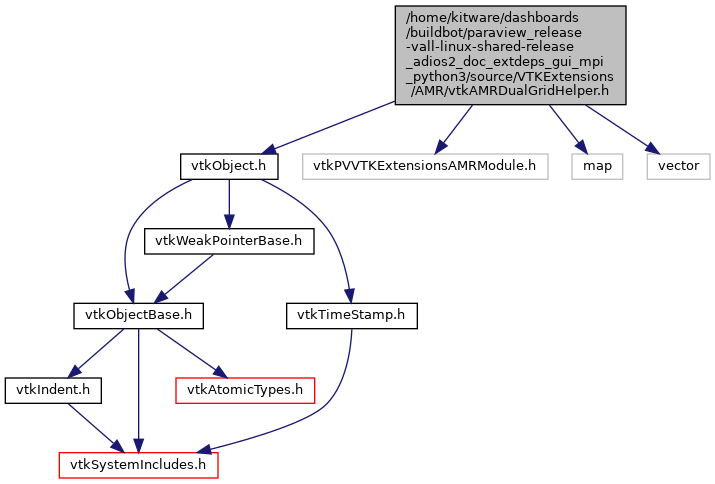 /home/kitware/dashboards
/buildbot/paraview_release
-vall-linux-shared-release
_adios2_doc_extdeps_gui_mpi
_python3/source/VTKExtensions
/AMR/vtkAMRDualGridHelper.h
vtkObject.h
vtkPVVTKExtensionsAMRModule.h
map
vector
vtkWeakPointerBase.h
vtkObjectBase.h
vtkTimeStamp.h
vtkIndent.h
vtkAtomicTypes.h
vtkSystemIncludes.h